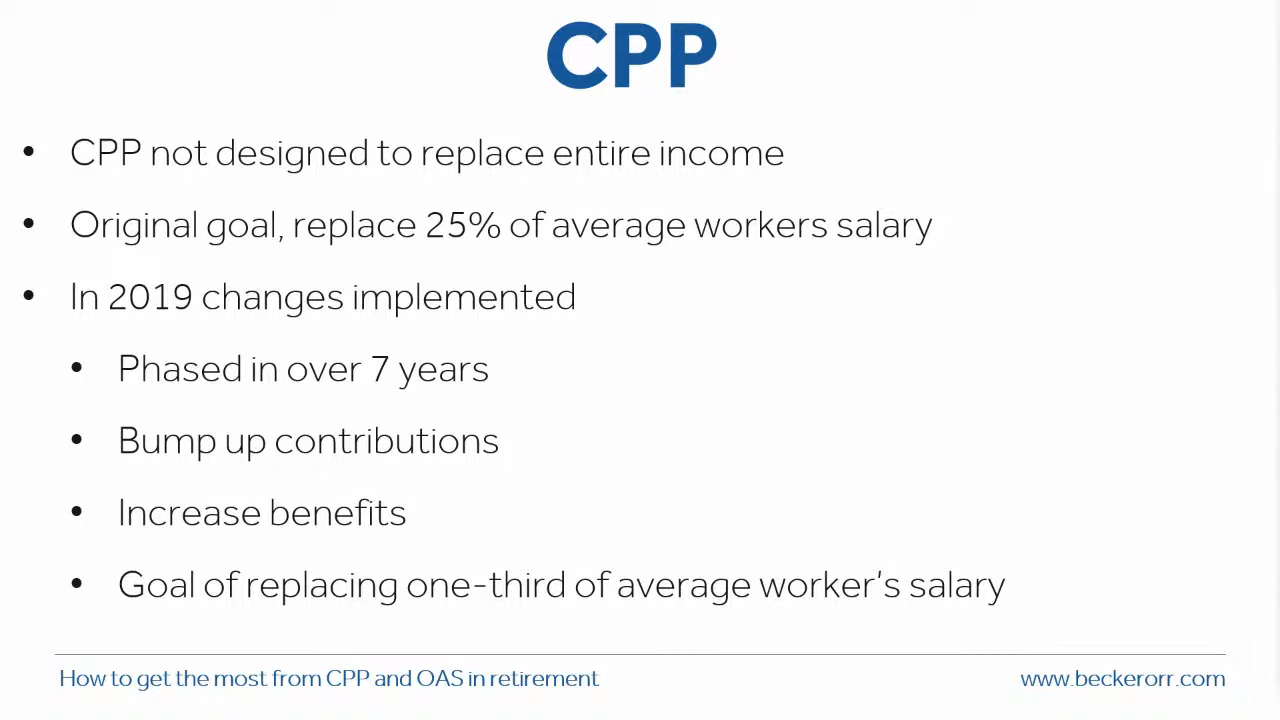 CPP
• CPP not designed to replace entire income
• Original goal, replace 25% of average workers salary
• In 2019 changes implemented
• Phased in over 7 years
• Bump up contributions
• Increase benefits
• Goal of replacing one-third of average worker’s salary
How to get the most from CPP and OAS in retirement
www.beckerorr.com